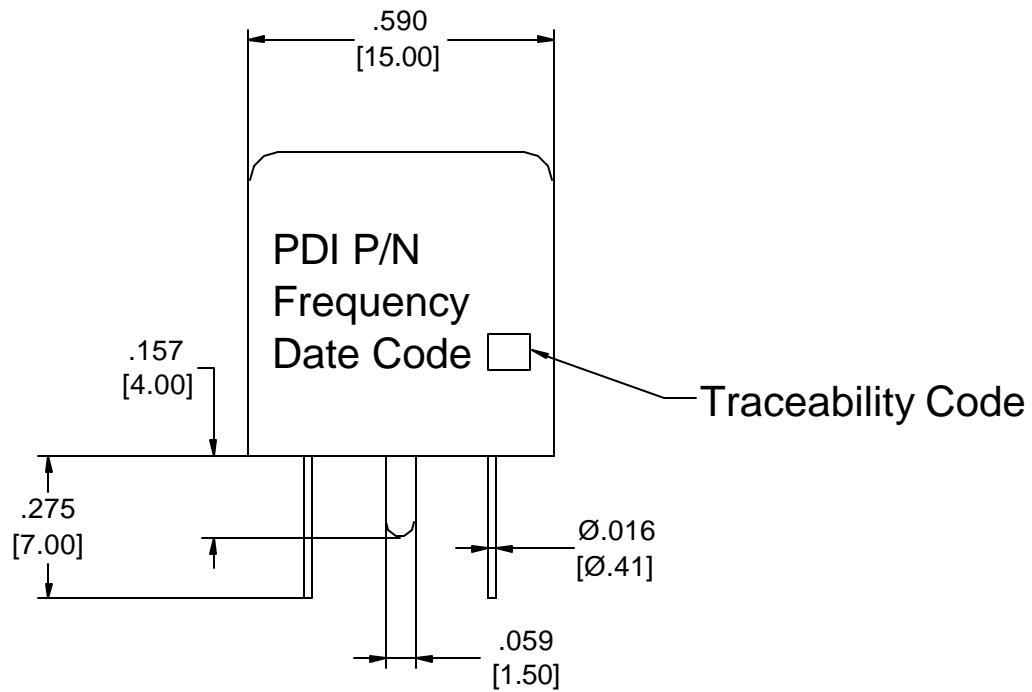 .590
[15.00]
PDI P/N
Frequency
Date Code
.157
[4.00]
Traceability Code
.275
[7.00]
Ø.016
[Ø.41]
.059
[1.50]